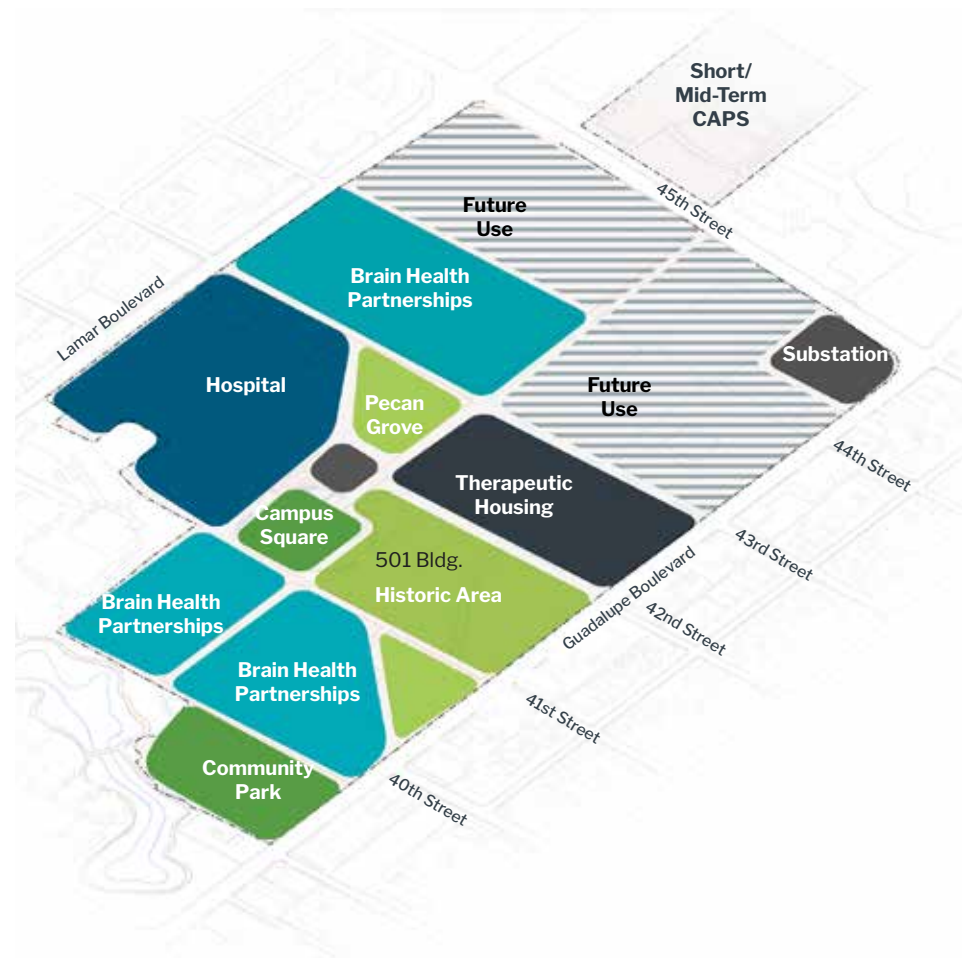 Short/
Mid-Term
CAPS
45th Street
Future
Use
Brain Health
Partnerships
Lamar Boulevard
Hospital
Substation
Future
Use
Pecan
Grove
44th Street
Therapeutic
Housing
Campus
Square
43rd Street
501 Bldg.
Historic Area
Guadalupe Boulevard
42nd Street
Brain Health
Partnerships
Brain Health
Partnerships
41st Street
Community
Park
40th Street